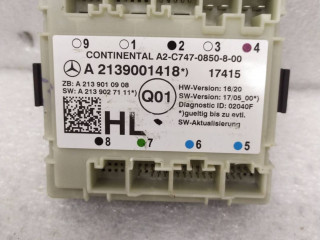 9 1 2 3 4
CONTINENTAL A2-C747-0850-8-00
A 2139001418*) 17415
ZB: A 213 901 09 08
SW: A 213 902 71 11*)
Q01
HW-Version: 16/20
SW-Version: 17/05_00*)
Diagnostic ID: 02040F
*)gueltig bis zu evtl.
SW-Aktualisierung
HL
8 7 6 5